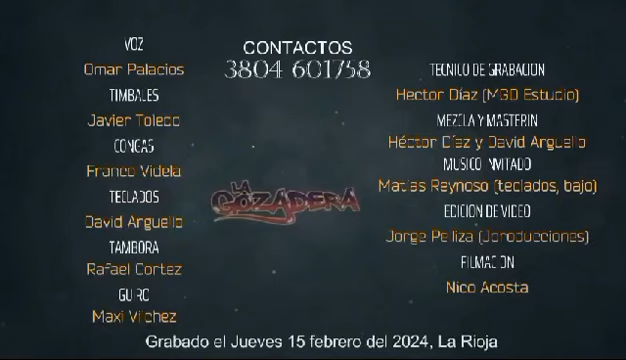 VOZ
Omar Palacios
TIMBALES
Javier Toledo
CONGAS
Franco Videla
TECLADOS
David Arguello
TAMBORA
Rafael Cortez
GUIRO
Maxi Vilchez
CONTACTOS
3804 601758
LA
GOZADERA
TECNICO DE GRABACION
Hector Díaz (MGD Estudio)
MEZCLA Y MASTERIN
Héctor Díaz y David Arguello
MUSICO INVITADO
Matias Reynoso (teclados, bajo)
EDICION DE VIDEO
Jorge Pelliza (Jproducciones)
FILMACION
Nico Acosta
Grabado el Jueves 15 febrero del 2024, La Rioja